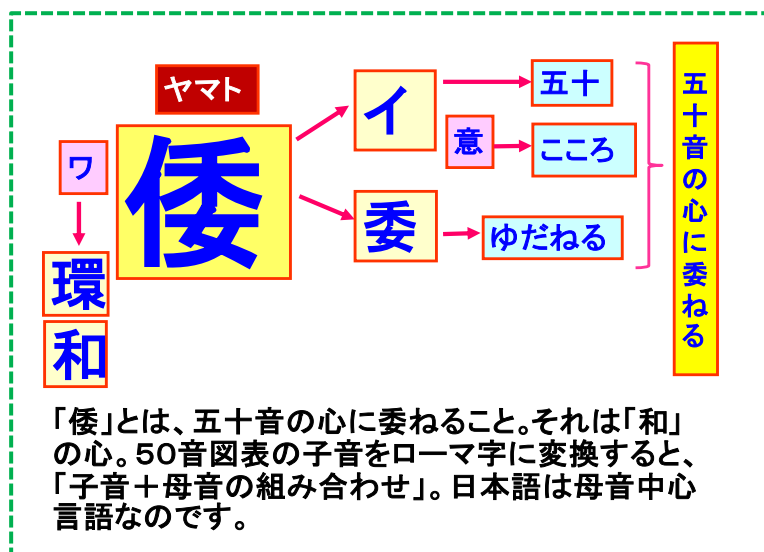 ヤマト
倭
ワ
環
和
イ
委
意
五十
こころ
ゆだねる
五十音の心に委ねる
「倭」とは、五十音の心に委ねること。それは「和」
の心。５０音図表の子音をローマ字に変換すると、
「子音＋母音の組み合わせ」。日本語は母音中心
言語なのです。